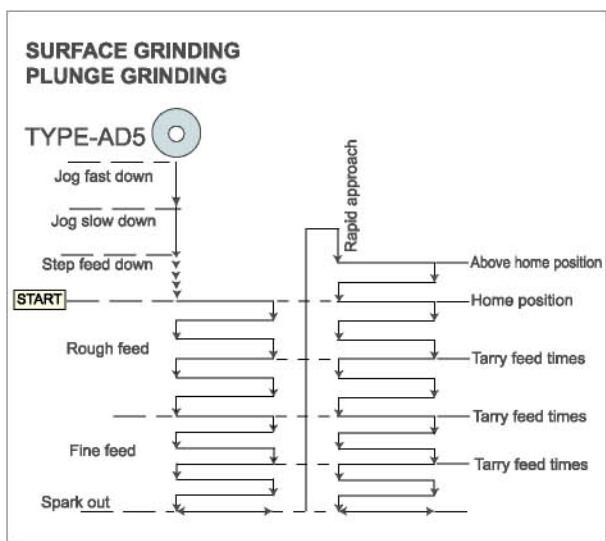 SURFACE GRINDING
PLUNGE GRINDING
TYPE-AD5
Jog fast down
Jog slow down
Step feed down
START
Rough feed
Fine feed
Spark out
Rapid approach
Above home position
Home position
Tarry feed times
Tarry feed times
Tarry feed times